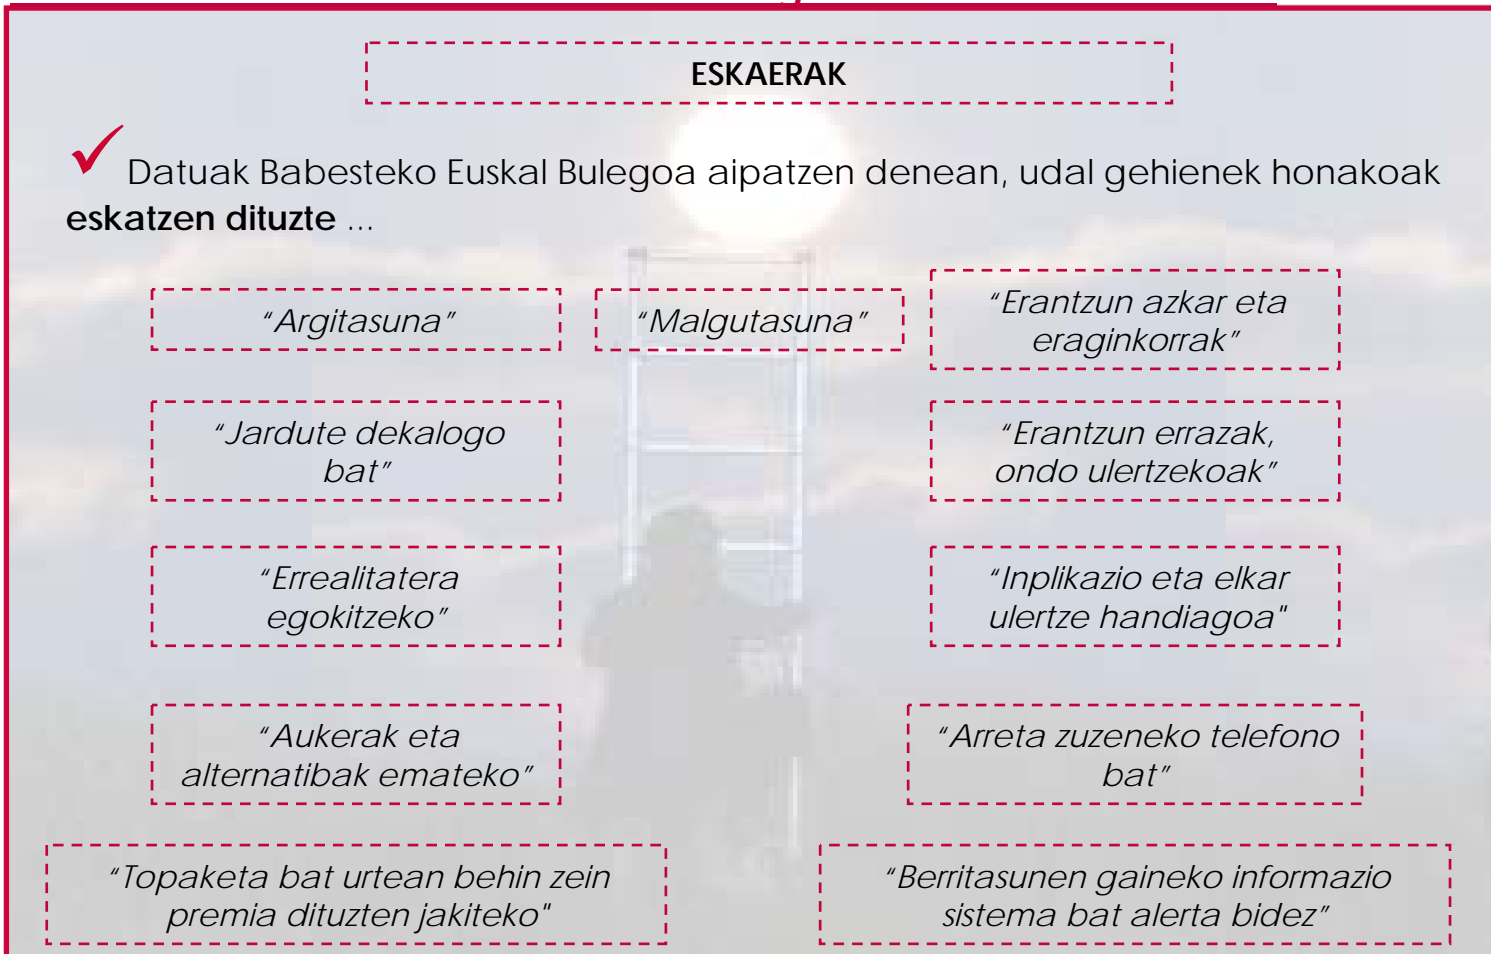 ESKAERAK
✓ Datuak Babesteko Euskal Bulegoa aipatzen denean, udal gehienek honakoak
eskatzen dituzte ...
“Argitasuna”
“Malgutasuna”
“Erantzun azkar eta
eraginkorrak”
“Jardute dekalogo
bat”
“Erantzun errazak,
ondo ulertzekoak”
“Errealitatera
egokitzeko”
“Inplikazio eta elkar
ulertze handiagoa"
“Aukerak eta
alternatibak emateko”
“Arreta zuzeneko telefono
bat”
“Topaketa bat urtean behin zein
premia dituzten jakiteko"
“Berritasunen gaineko informazio
sistema bat alerta bidez”